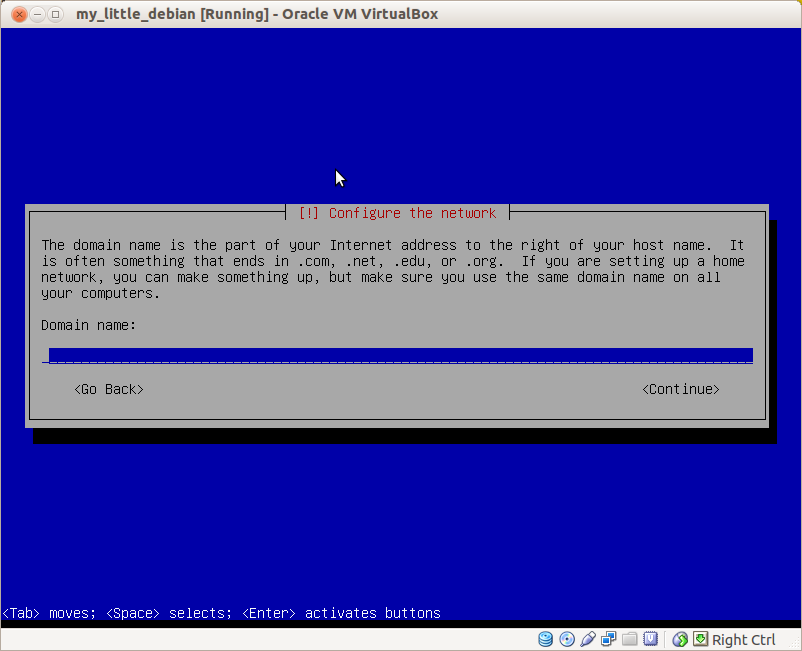 my_little_debian [Running] - Oracle VM VirtualBox
[!] Configure the network
The domain name is the part of your Internet address to the right of your host name.  It
is often something that ends in .com, .net, .edu, or .org.  If you are setting up a home
network, you can make something up, but make sure you use the same domain name on all
your computers.
Domain name:
<Go Back> <Continue>
<Tab> moves; <Space> selects; <Enter> activates buttons
Right Ctrl